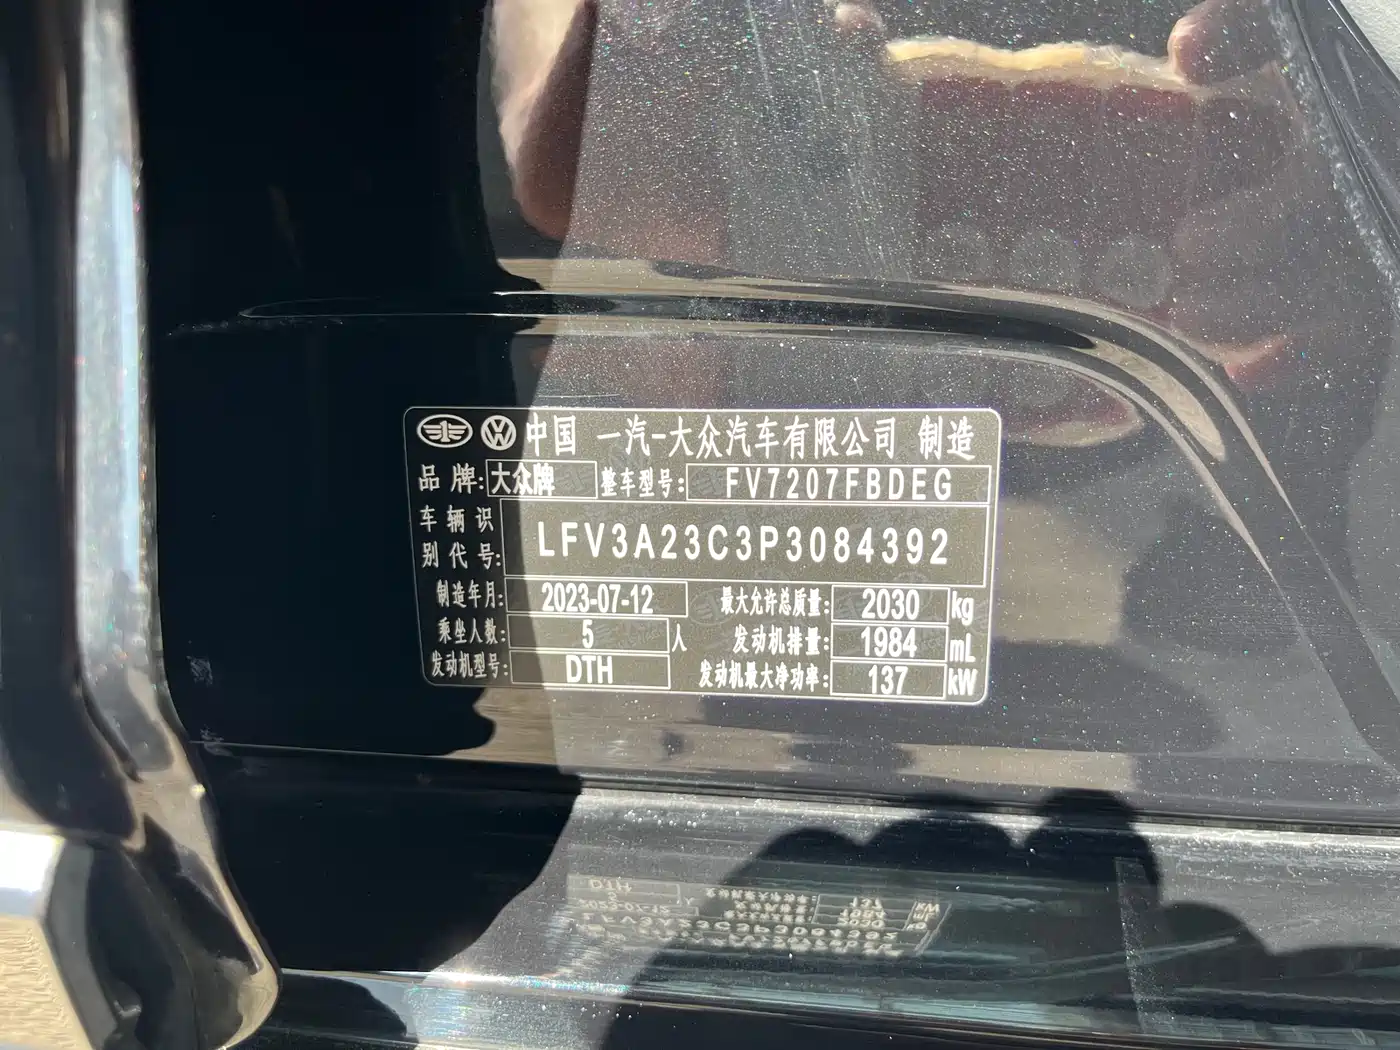 中国 一汽-大众汽车有限公司 制造
品牌: 大众牌 整车型号: FV7207FBDEG
车辆识别代号: LFV3A23C3P3084392
制造年月: 2023-07-12 最大允许总质量: 2030 kg
乘坐人数: 5 人 发动机排量: 1984 mL
发动机型号: DTH 发动机最大净功率: 137 kW